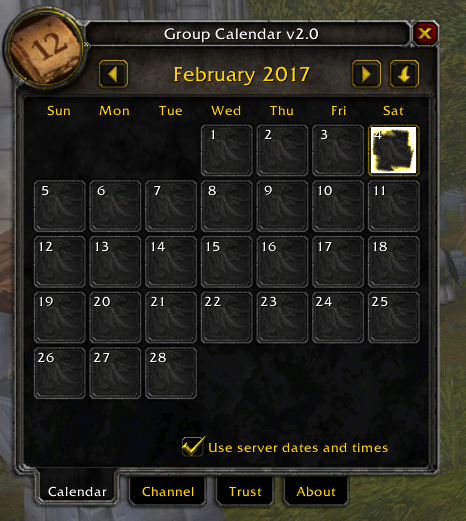 12
Group Calendar v2.0
February 2017
Sun Mon Tue Wed Thu Fri Sat
1 2 3 4
5 6 7 8 9 10 11
12 13 14 15 16 17 18
19 20 21 22 23 24 25
26 27 28
Use server dates and times
Calendar Channel Trust About